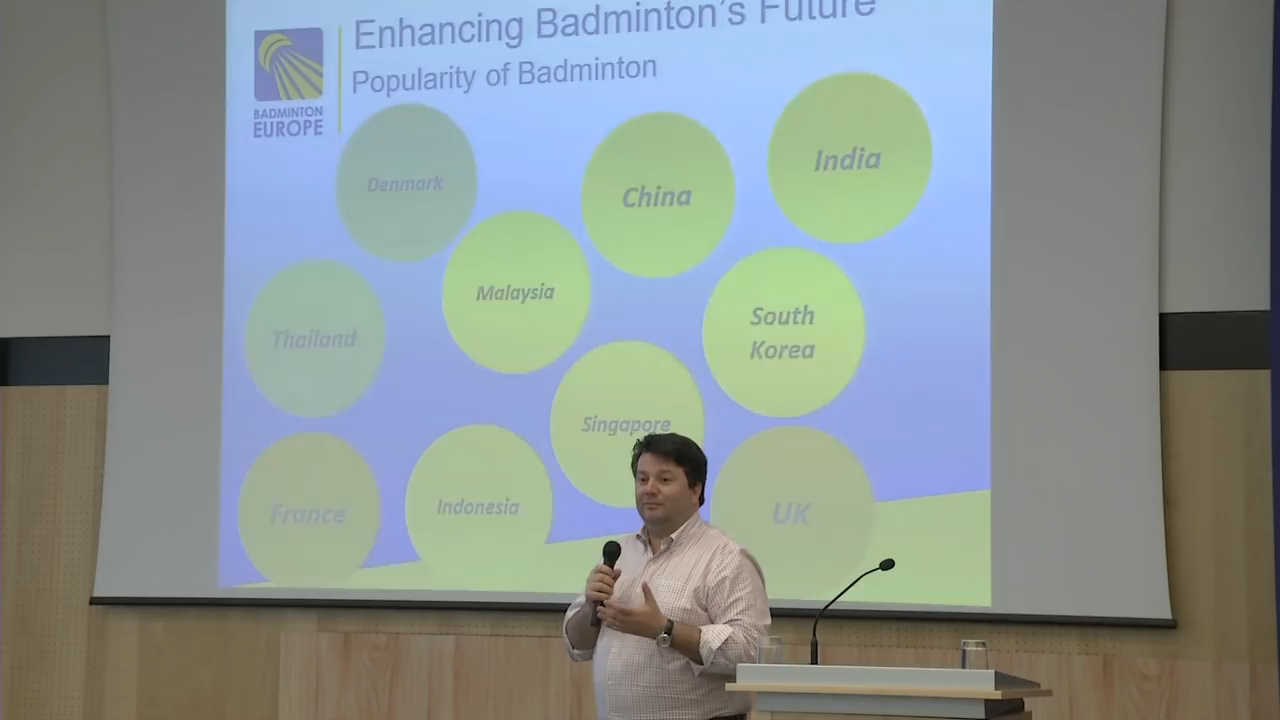 Enhancing Badminton's Future
Popularity of Badminton
BADMINTON
EUROPE
Denmark
China
India
Malaysia
Thailand
South
Korea
Singapore
France
Indonesia
UK